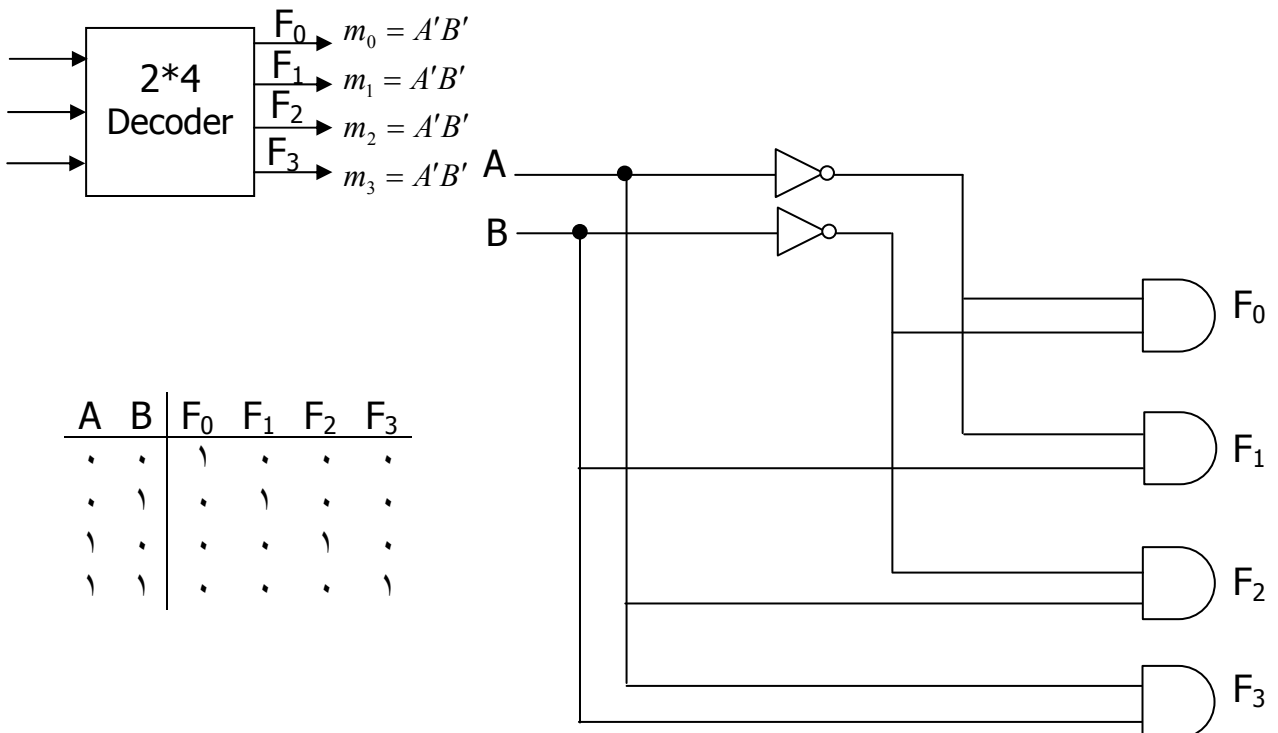 F₀ m₀ = A′B′
F₁ m₁ = A′B′
F₂ m₂ = A′B′
F₃ m₃ = A′B′
2*4
Decoder
A
B
F₀
F₁
F₂
F₃
A B F₀ F₁ F₂ F₃
٠ ٠ ١ ٠ ٠ ٠
٠ ١ ٠ ١ ٠ ٠
١ ٠ ٠ ٠ ١ ٠
١ ١ ٠ ٠ ٠ ١